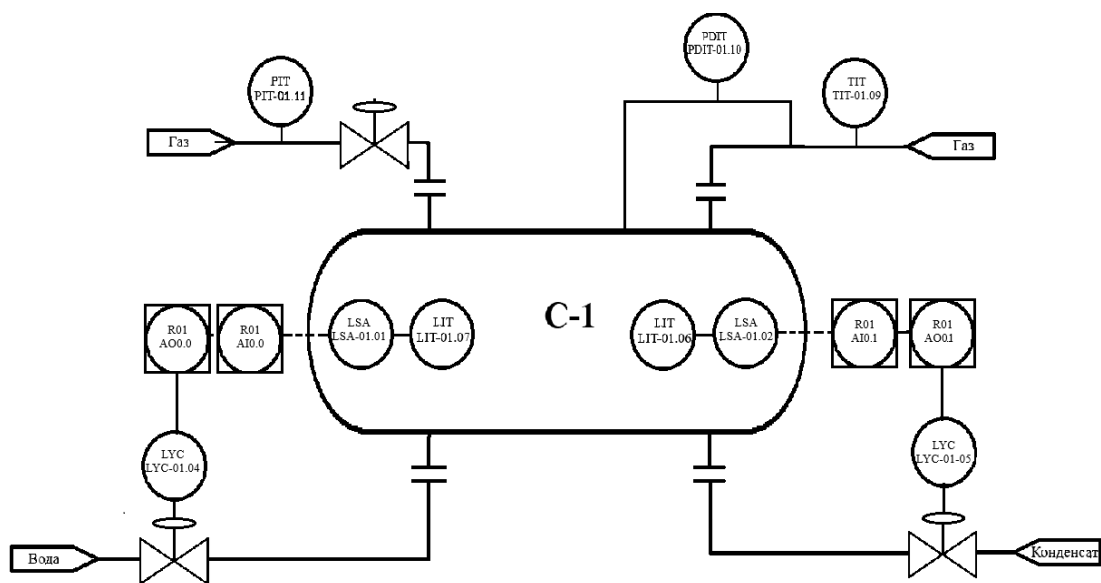 PDIT
PDIT-01.10
PIT
PIT-01.11
TIT
TIT-01.09
Газ
Газ
C-1
R01
AO0.0
R01
AI0.0
LSA
LSA-01.01
LIT
LIT-01.07
LIT
LIT-01.06
LSA
LSA-01.02
R01
AI0.1
R01
AO0.1
LYC
LYC-01.04
LYC
LYC-01-05
Вода
Конденсат